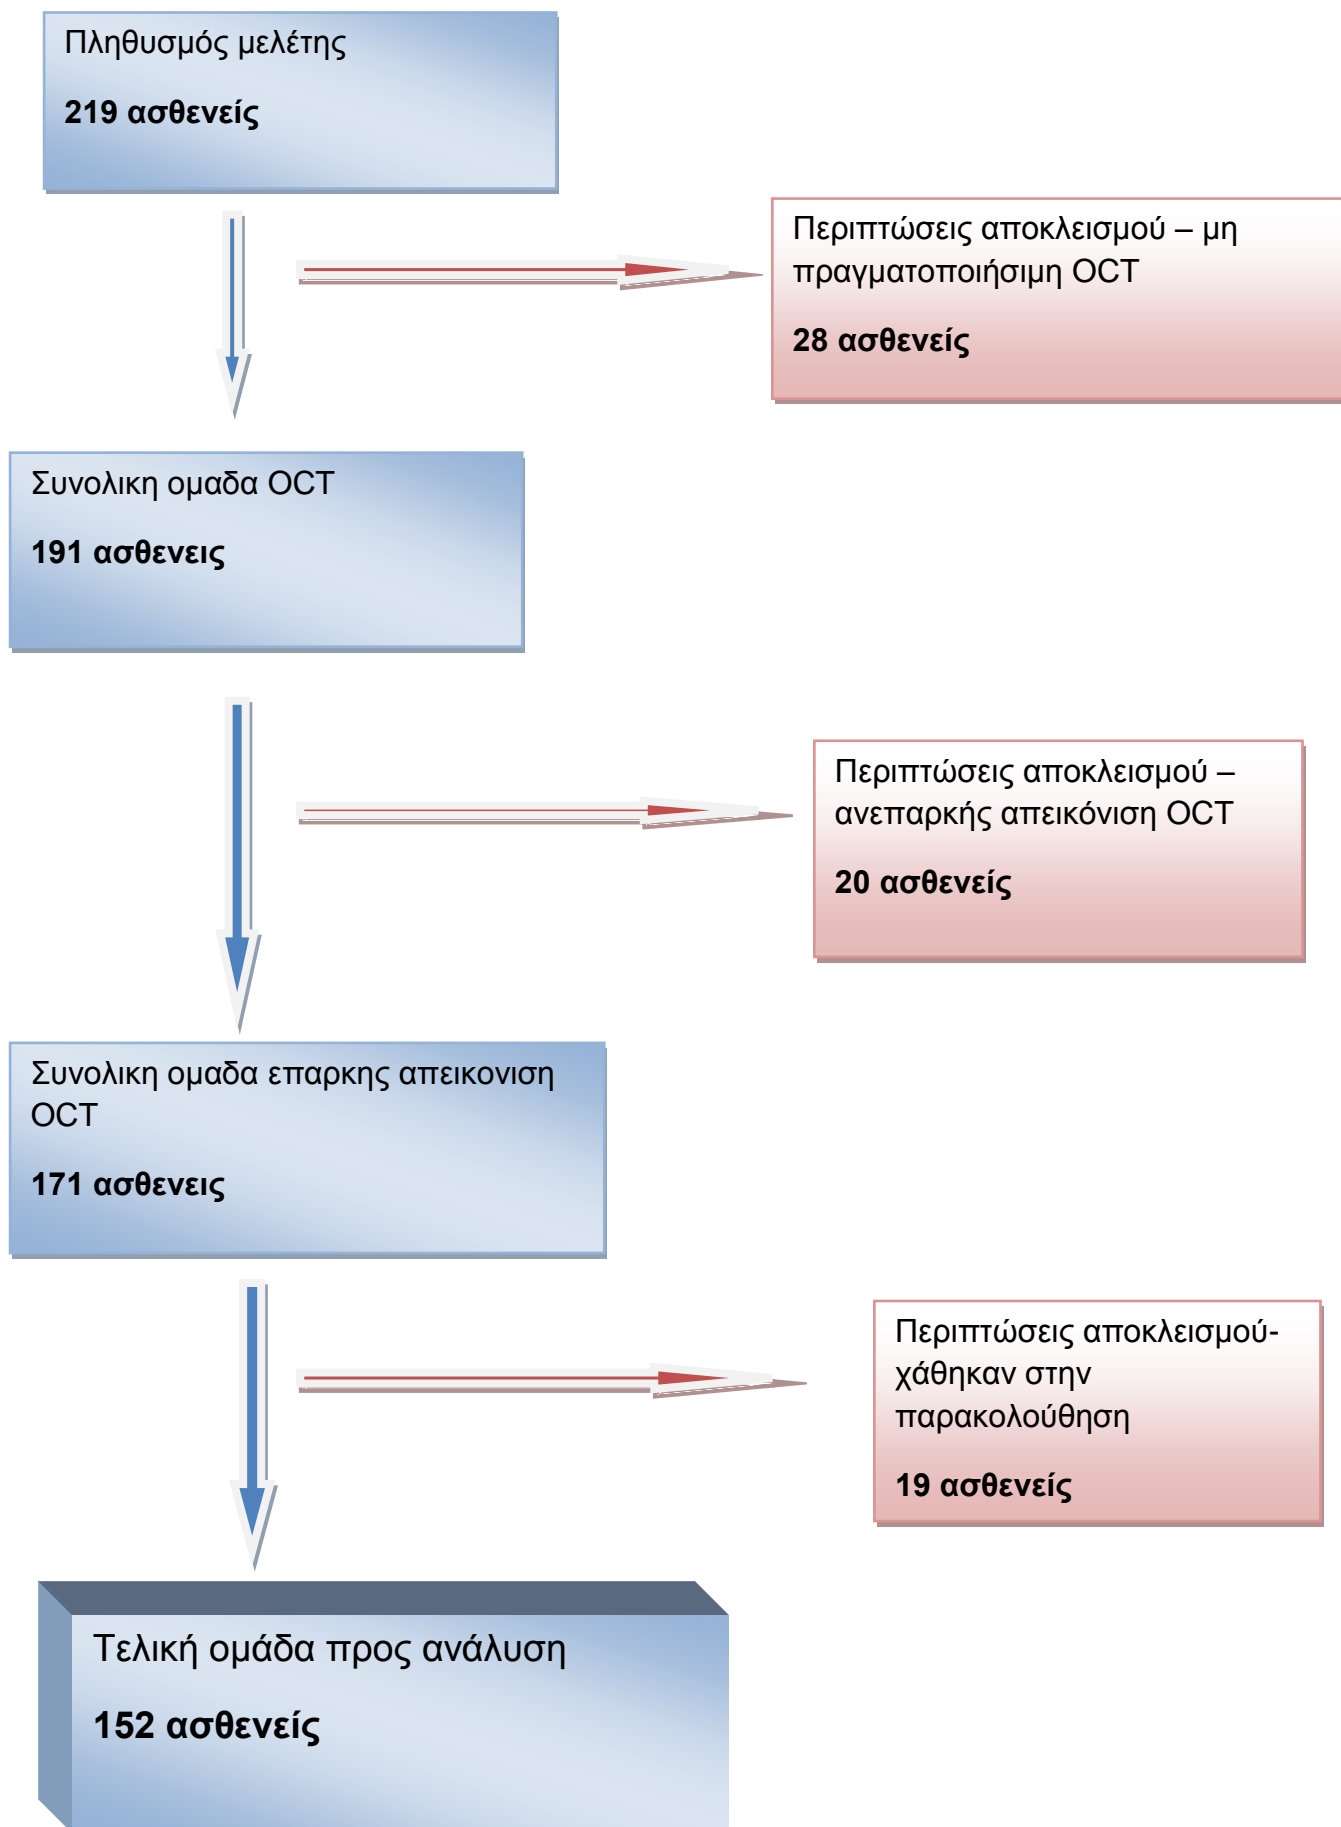 Πληθυσμός μελέτης
219 ασθενείς
Περιπτώσεις αποκλεισμού – μη
πραγματοποιήσιμη OCT
28 ασθενείς
Συνολικη ομαδα OCT
191 ασθενεις
Περιπτώσεις αποκλεισμού –
ανεπαρκής απεικόνιση OCT
20 ασθενείς
Συνολικη ομαδα επαρκης απεικονιση
OCT
171 ασθενεις
Περιπτώσεις αποκλεισμού-
χάθηκαν στην
παρακολούθηση
19 ασθενείς
Τελική ομάδα προς ανάλυση
152 ασθενείς